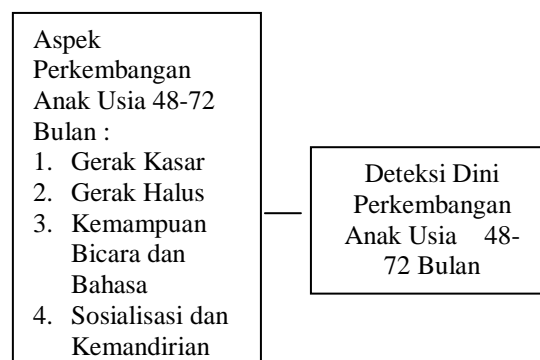 Aspek
Perkembangan
Anak Usia 48-72
Bulan :
1. Gerak Kasar
2. Gerak Halus
3. Kemampuan
Bicara dan
Bahasa
4. Sosialisasi dan
Kemandirian
Deteksi Dini
Perkembangan
Anak Usia 48-
72 Bulan